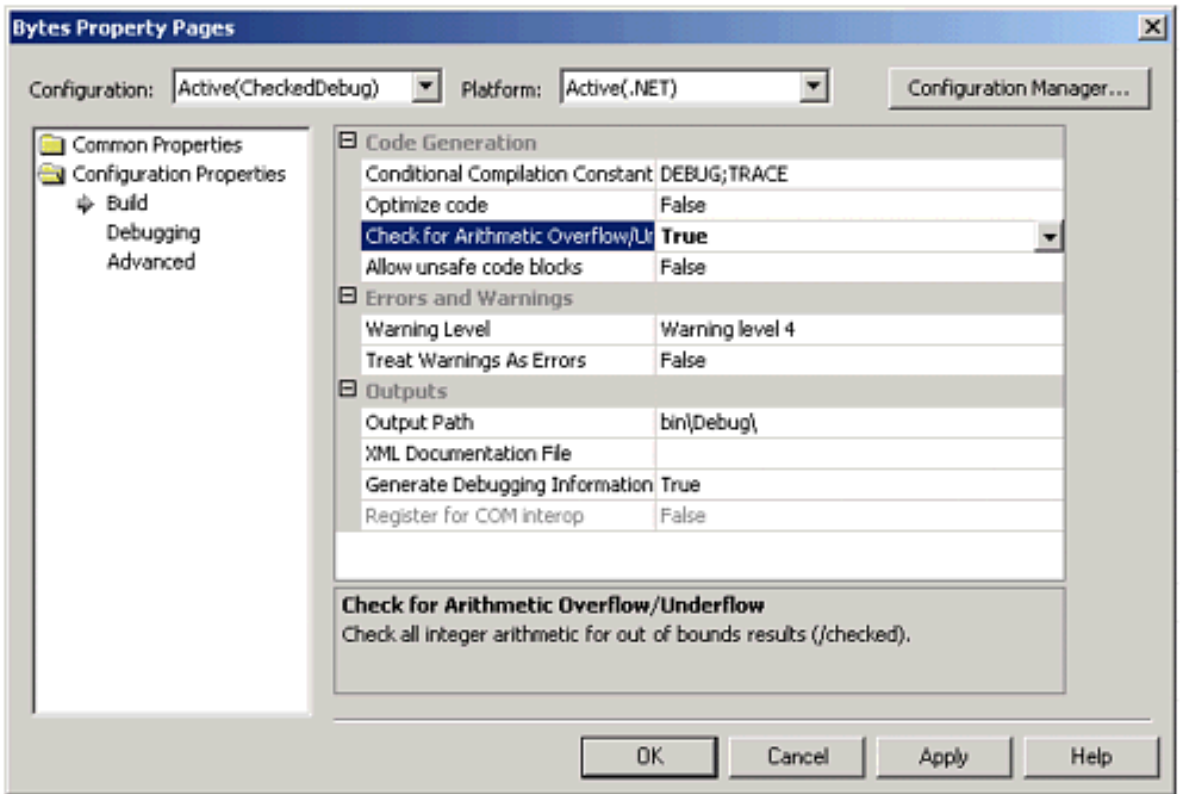 Bytes Property Pages
Configuration: Active(CheckedDebug) Platform: Active(.NET) Configuration Manager...
Common Properties
Configuration Properties
Build
Debugging
Advanced
Code Generation
Conditional Compilation Constant DEBUG;TRACE
Optimize code False
Check for Arithmetic Overflow/Ur True
Allow unsafe code blocks False
Errors and Warnings
Warning Level Warning level 4
Treat Warnings As Errors False
Outputs
Output Path bin\Debug\
XML Documentation File
Generate Debugging Information True
Register for COM interop False
Check for Arithmetic Overflow/Underflow
Check all integer arithmetic for out of bounds results (/checked).
OK Cancel Apply Help